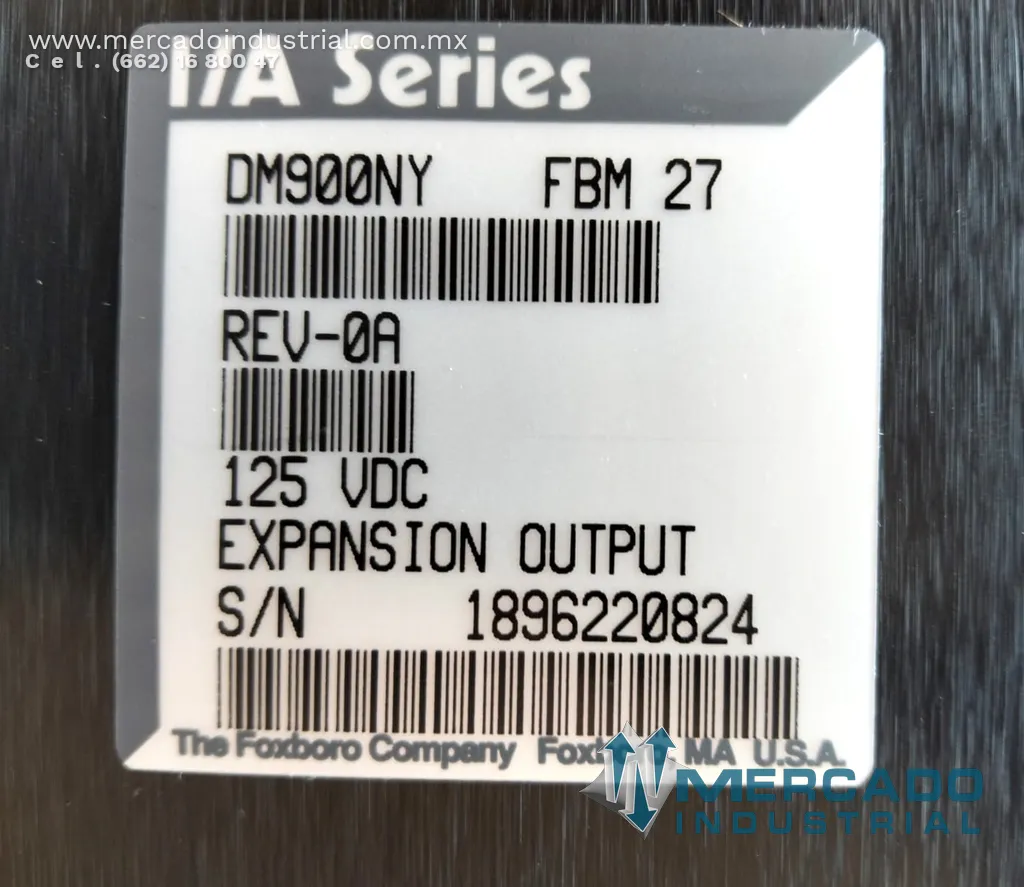 www.mercadoindustrial.com.mx
Cel. (662) 16 800 47
I/A Series
DM900NY FBM 27
REV-0A
125 VDC
EXPANSION OUTPUT
S/N 1896220824
The Foxboro Company MA U.S.A.
MERCADO
INDUSTRIAL